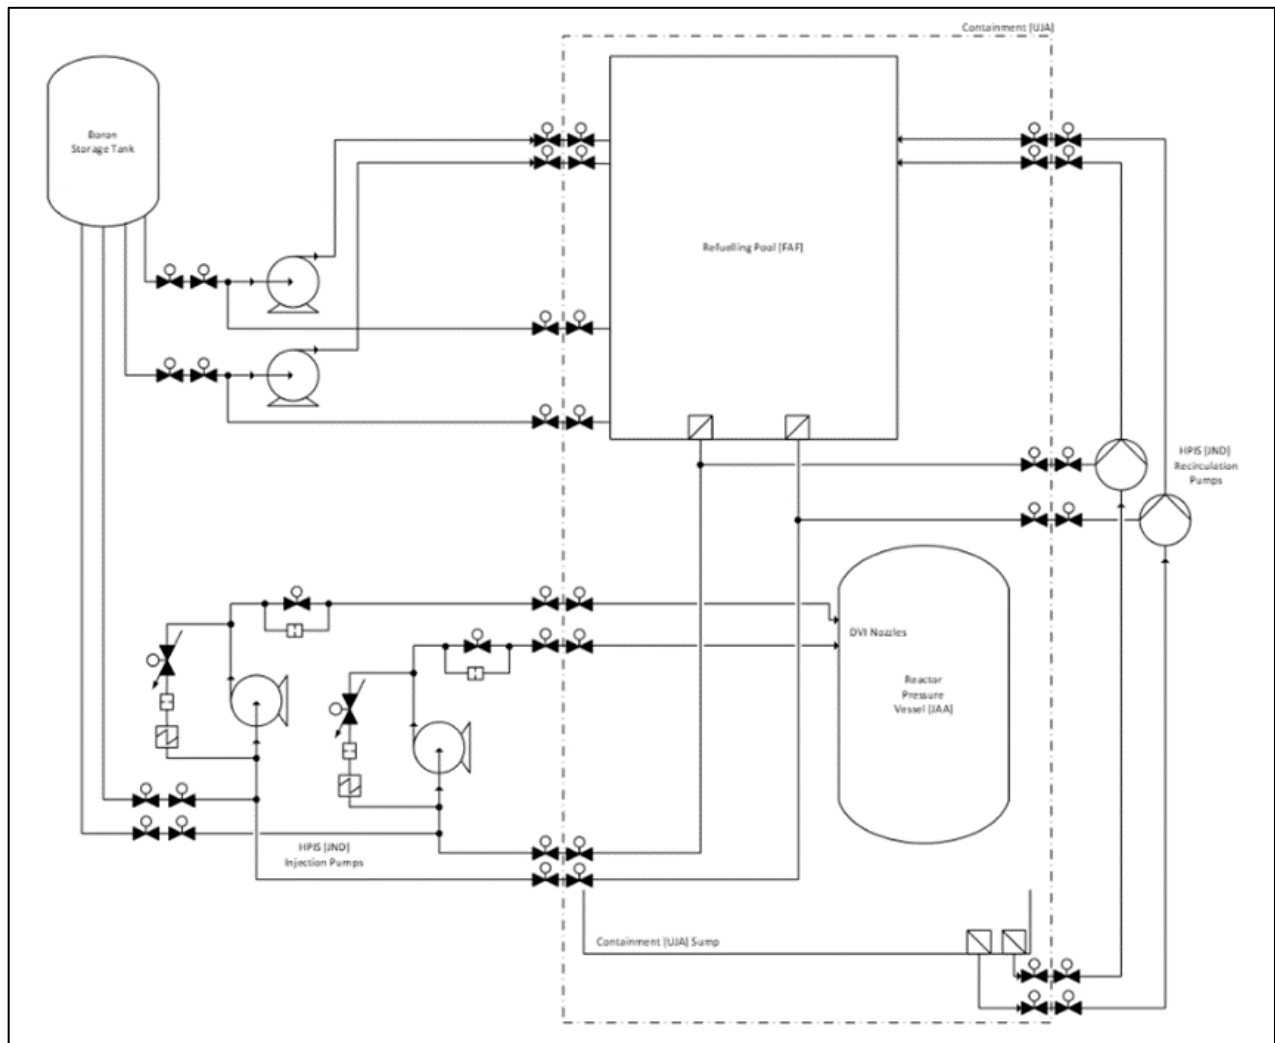 Containment [UJA]
Boron
Storage Tank
Refuelling Pool [FAF]
HPIS [JND]
Recirculation
Pumps
DVI Nozzles
Reactor
Pressure
Vessel [JAA]
HPIS [JND]
Injection Pumps
Containment [UJA] Sump